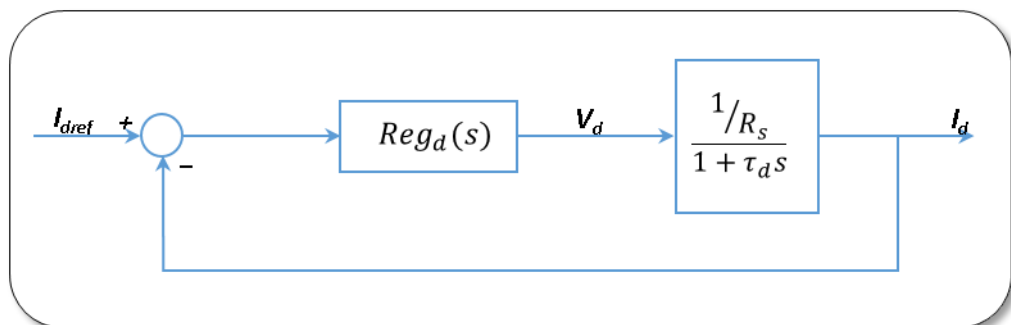 I_dref
+
−
Reg_d(s)
V_d
1/R_s
1 + τ_d s
I_d